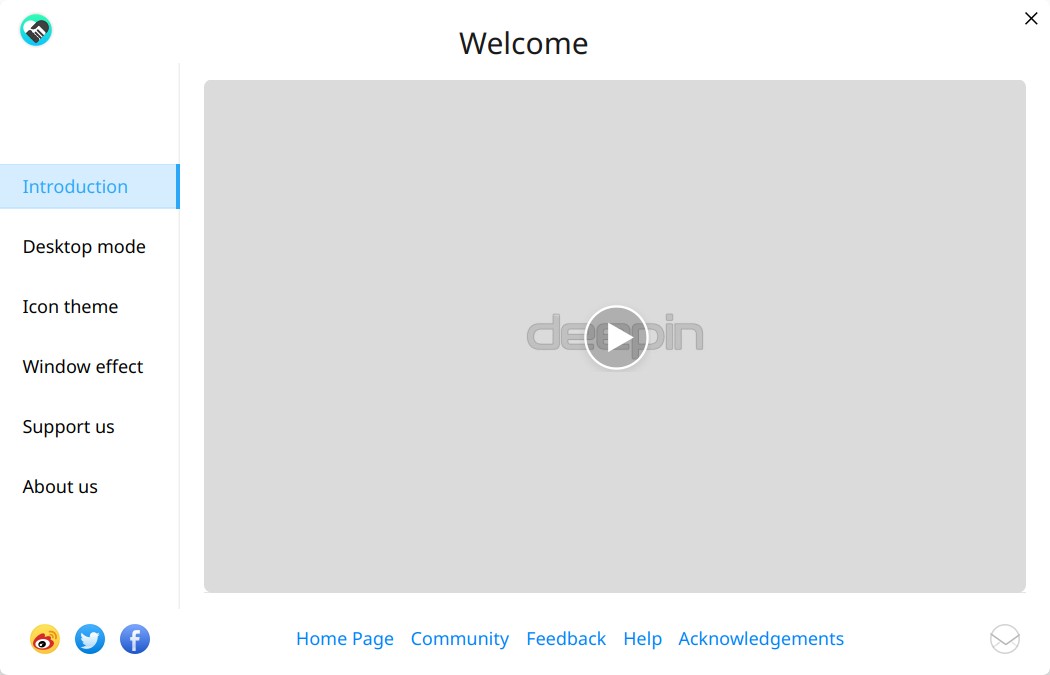 Welcome
Introduction
Desktop mode
Icon theme
Window effect
Support us
About us
deepin
Home Page Community Feedback Help Acknowledgements